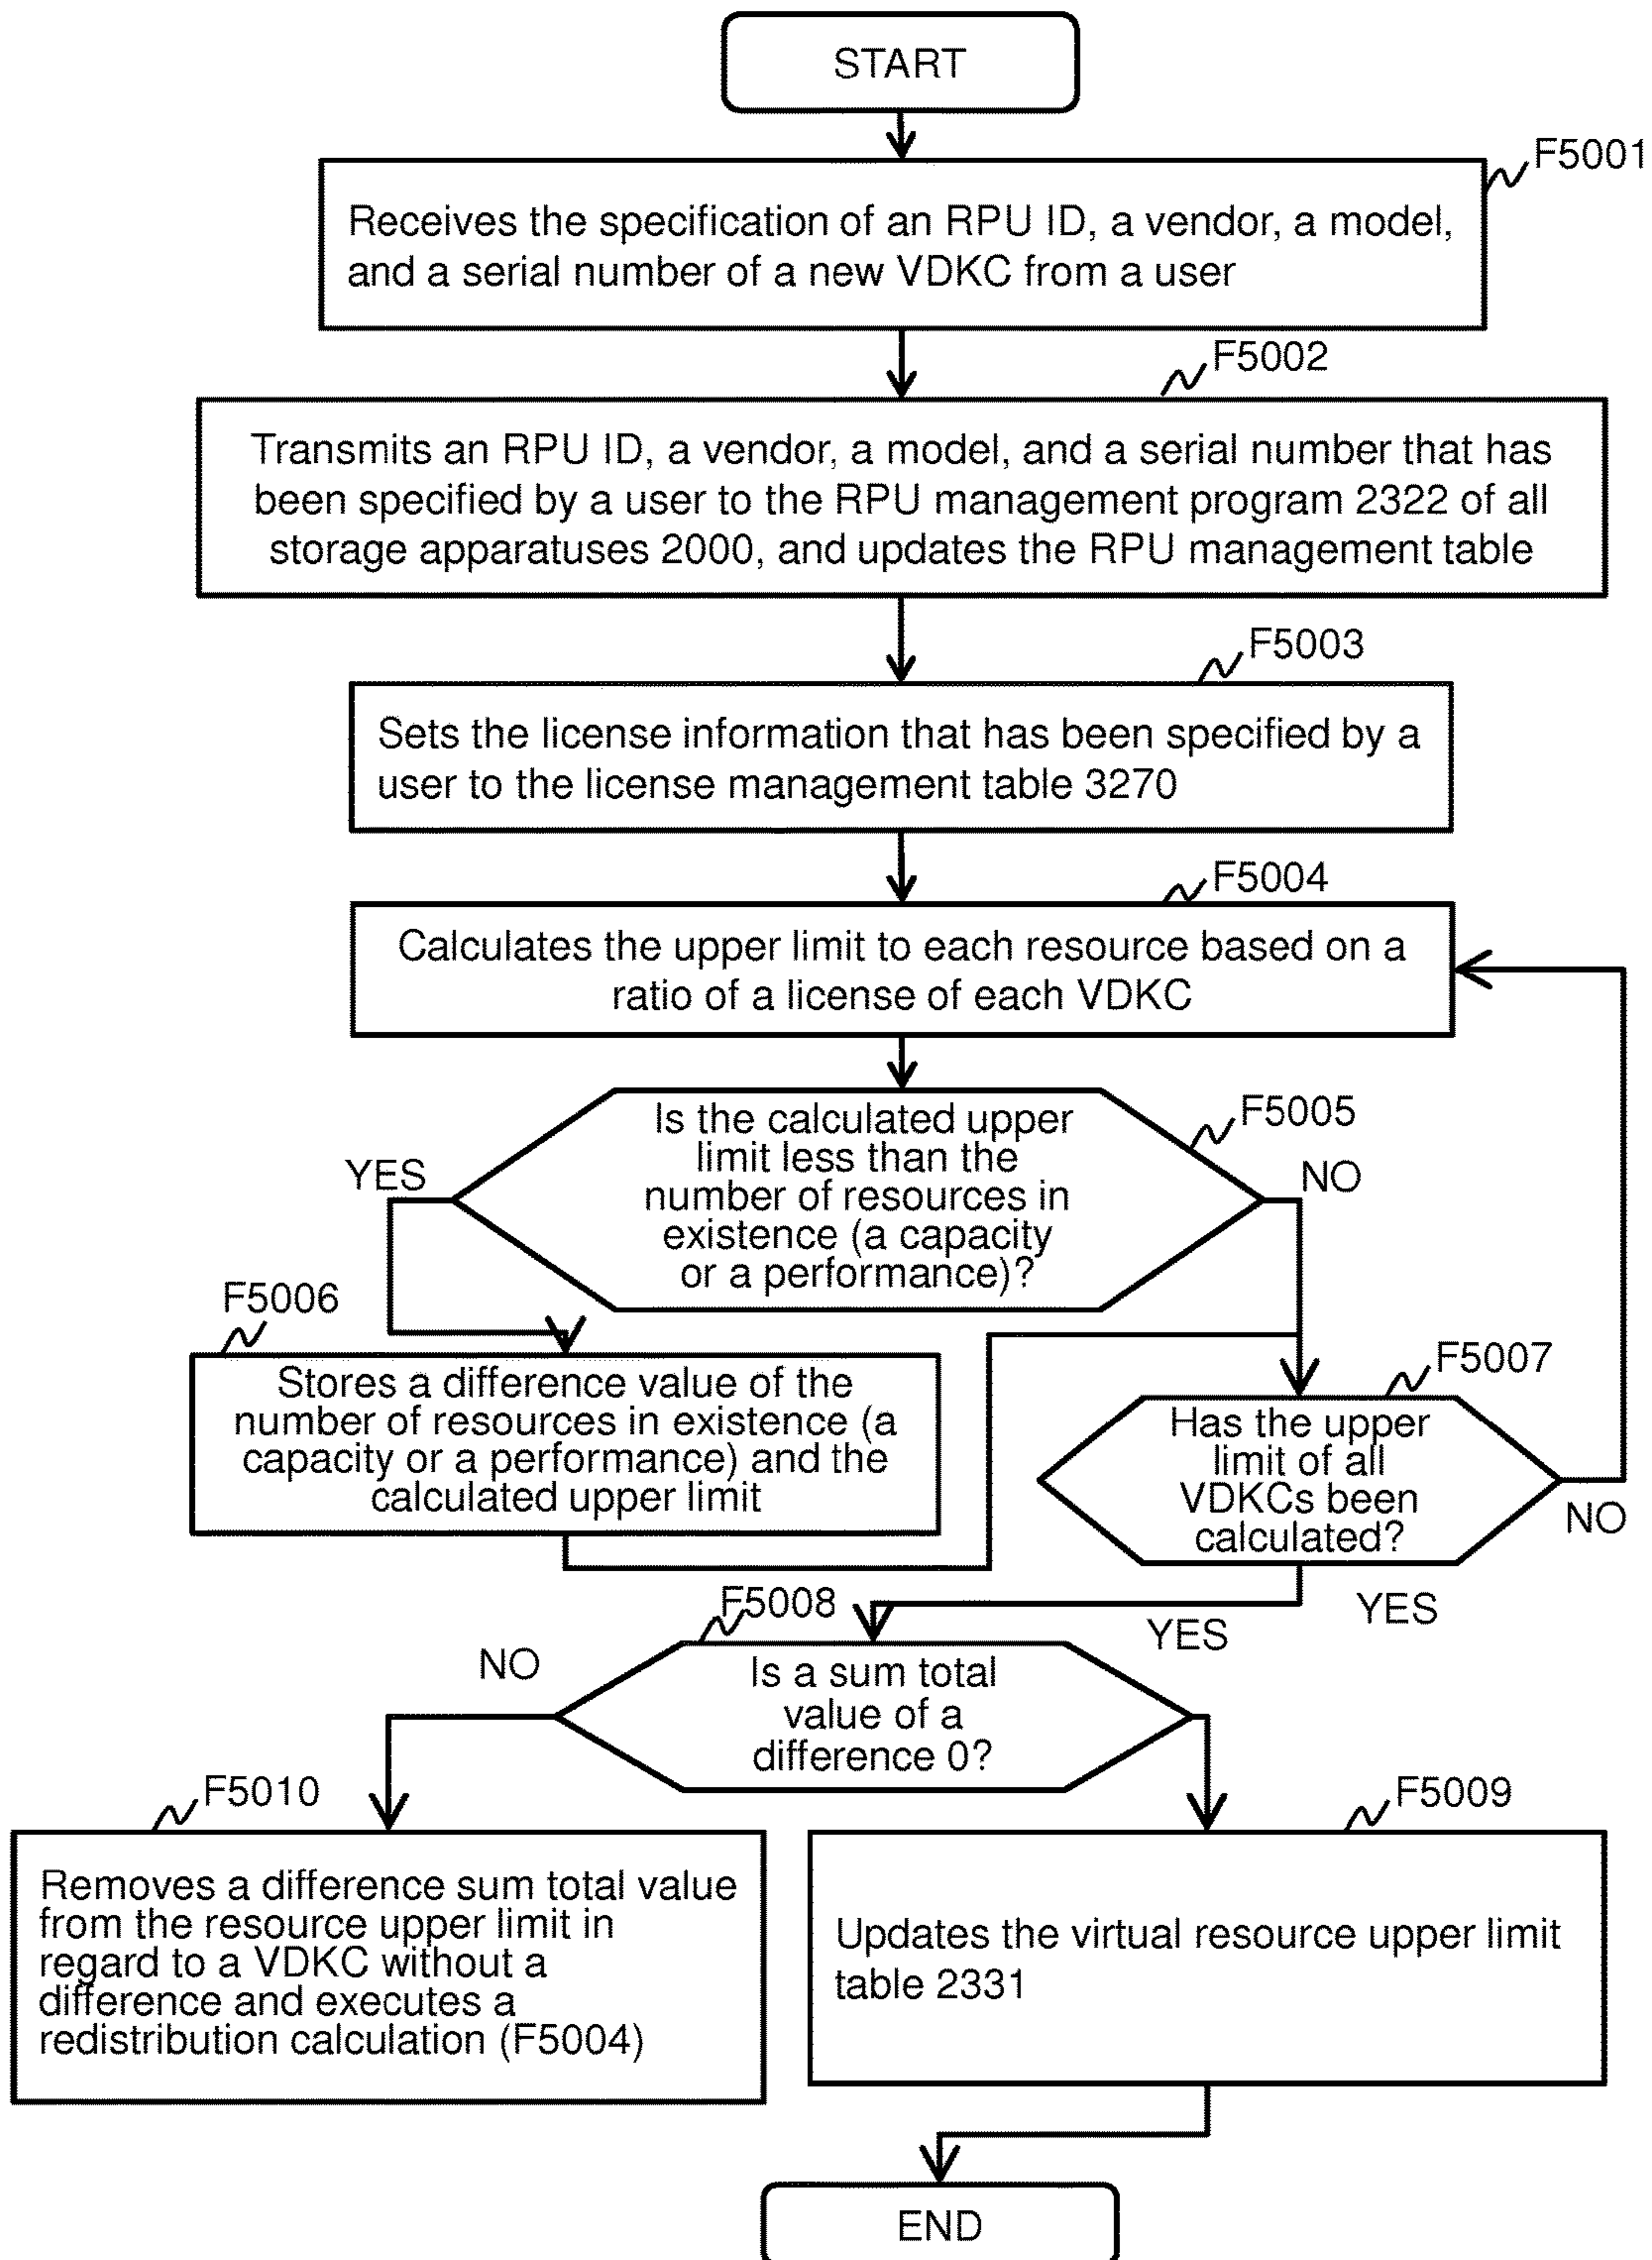 START
F5001
Receives the specification of an RPU ID, a vendor, a model,
and a serial number of a new VDKC from a user
F5002
Transmits an RPU ID, a vendor, a model, and a serial number that has
been specified by a user to the RPU management program 2322 of all
storage apparatuses 2000, and updates the RPU management table
F5003
Sets the license information that has been specified by a
user to the license management table 3270
F5004
Calculates the upper limit to each resource based on a
ratio of a license of each VDKC
F5005
Is the calculated upper
limit less than the
number of resources in
existence (a capacity
or a performance)?
YES
NO
F5006
Stores a difference value of the
number of resources in existence (a
capacity or a performance) and the
calculated upper limit
F5007
Has the upper
limit of all
VDKCs been
calculated?
NO
YES
F5008
YES
NO
Is a sum total
value of a
difference 0?
F5010
Removes a difference sum total value
from the resource upper limit in
regard to a VDKC without a
difference and executes a
redistribution calculation (F5004)
F5009
Updates the virtual resource upper limit
table 2331
END